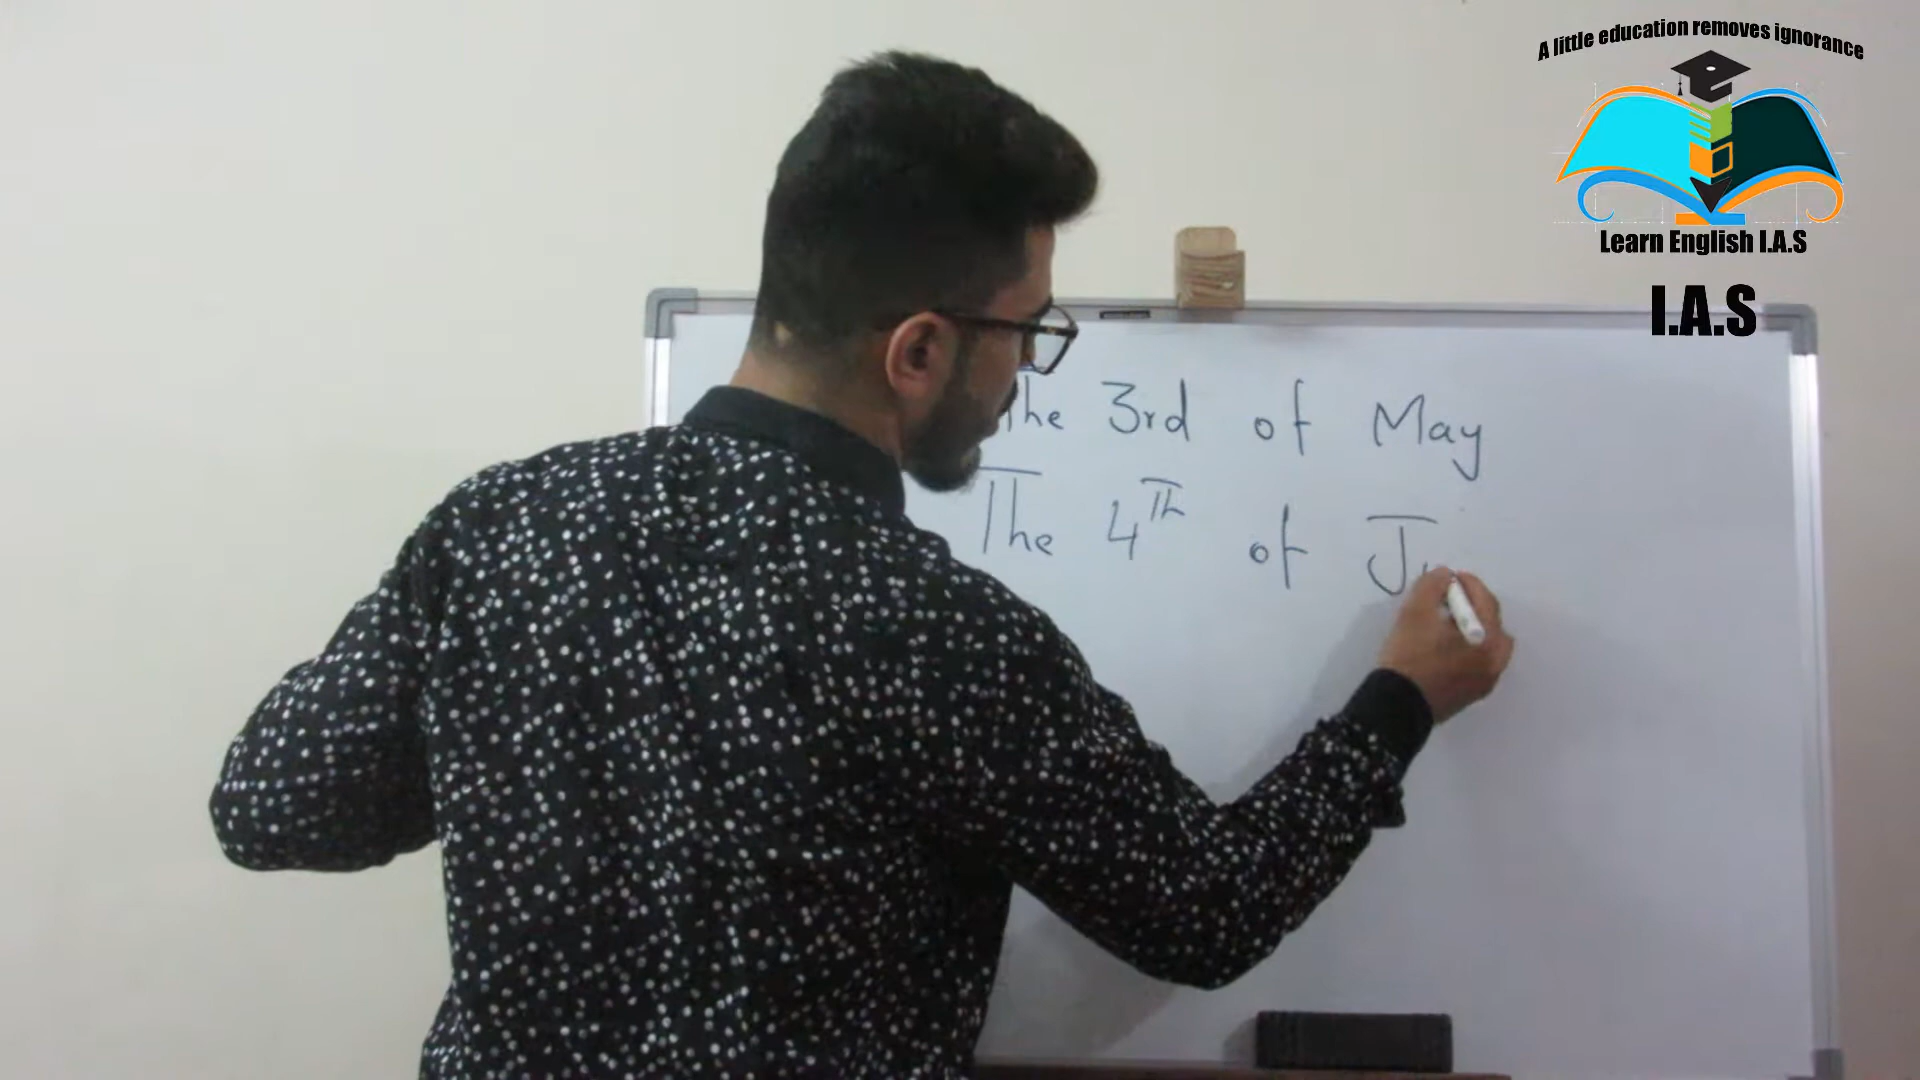 A little education removes ignorance
Learn English I.A.S
I.A.S
The 3rd of May
The 4Th of